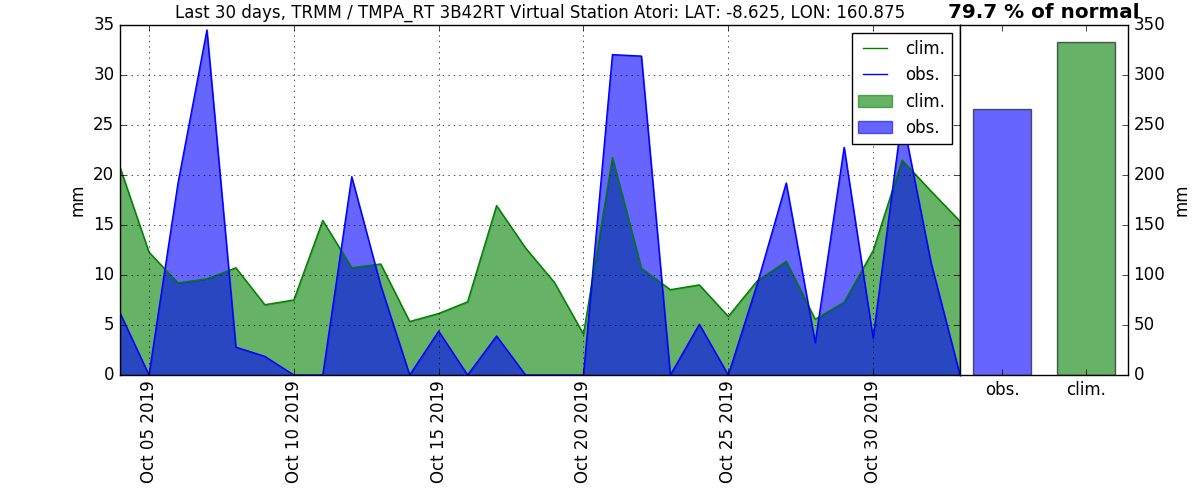 Last 30 days, TRMM / TMPA_RT 3B42RT Virtual Station Atori: LAT: -8.625, LON: 160.875
79.7 % of normal
35
30
25
20
15
10
5
0
mm
clim.
obs.
clim.
obs.
350
300
250
200
150
100
50
0
mm
Oct 05 2019
Oct 10 2019
Oct 15 2019
Oct 20 2019
Oct 25 2019
Oct 30 2019
obs.
clim.